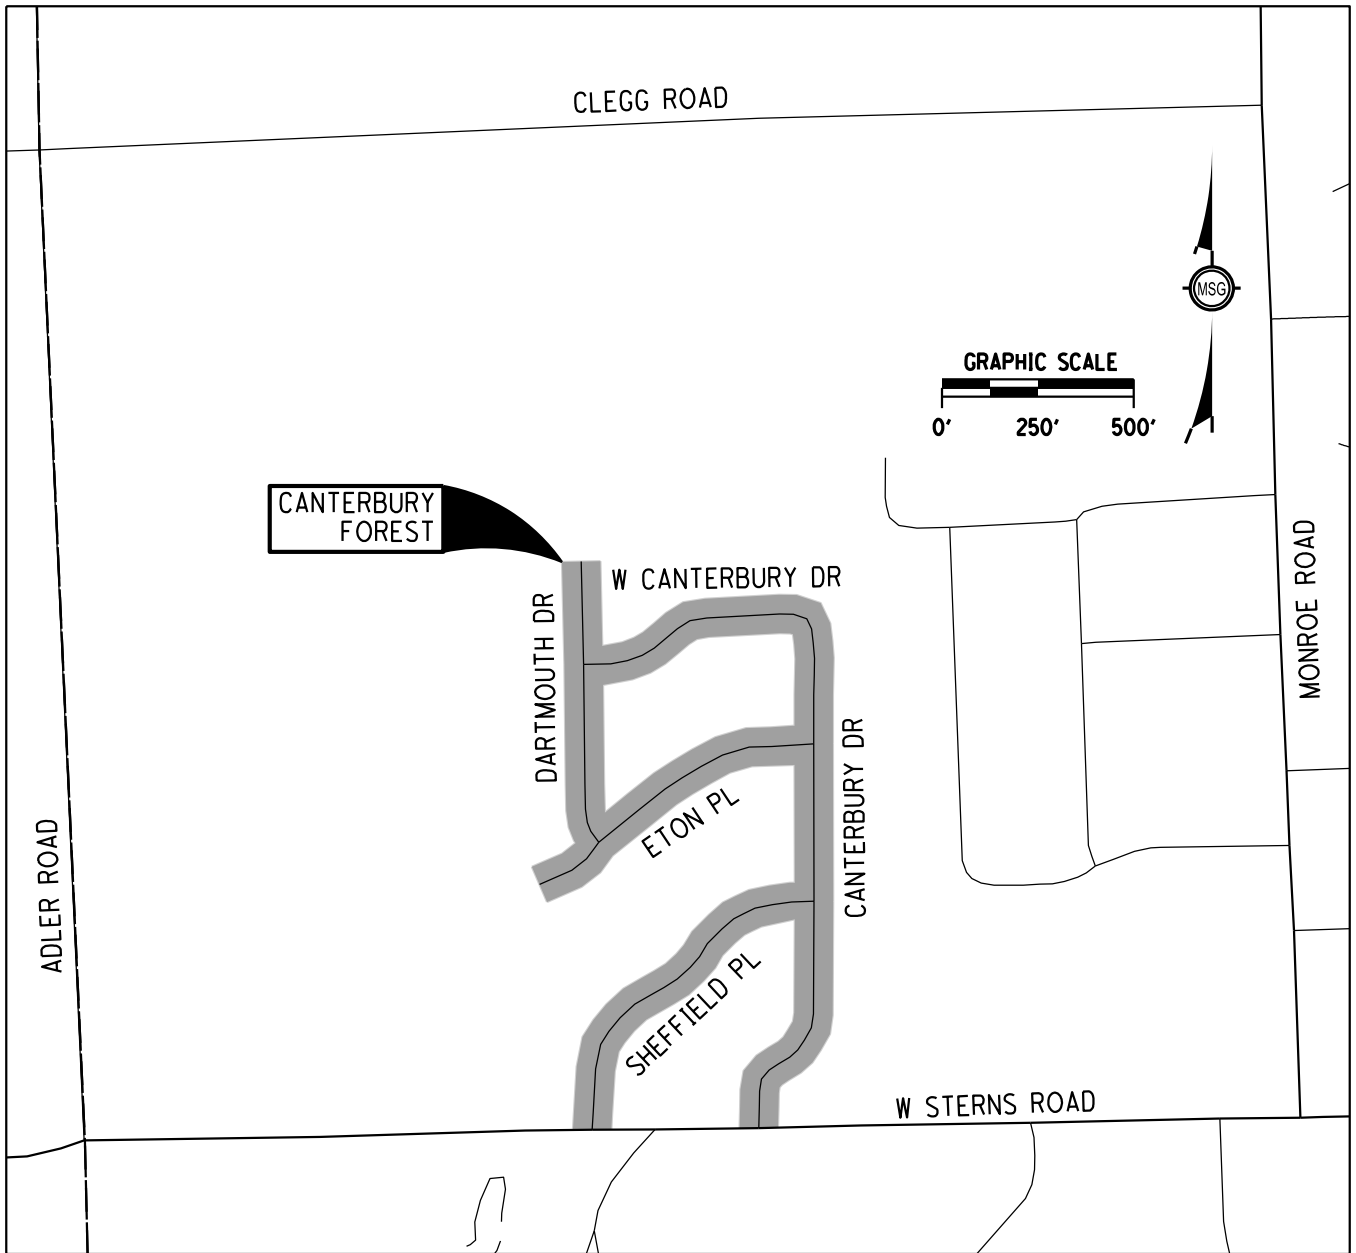 CLEGG ROAD
MSG
GRAPHIC SCALE
0' 250' 500'
CANTERBURY
FOREST
W CANTERBURY DR
DARTMOUTH DR
MONROE ROAD
ETON PL
CANTERBURY DR
ADLER ROAD
SHEFFIELD PL
W STERNS ROAD